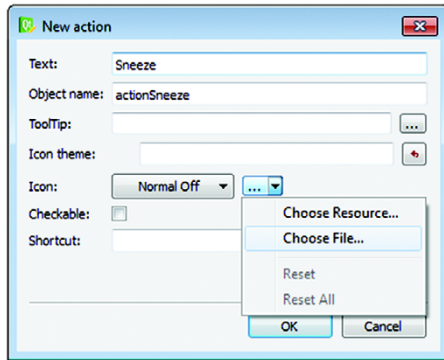 Qt New action
Text: Sneeze
Object name: actionSneeze
ToolTip: ...
Icon theme:
Icon: Normal Off ...
Checkable:
Shortcut:
Choose Resource...
Choose File...
Reset
Reset All
OK Cancel